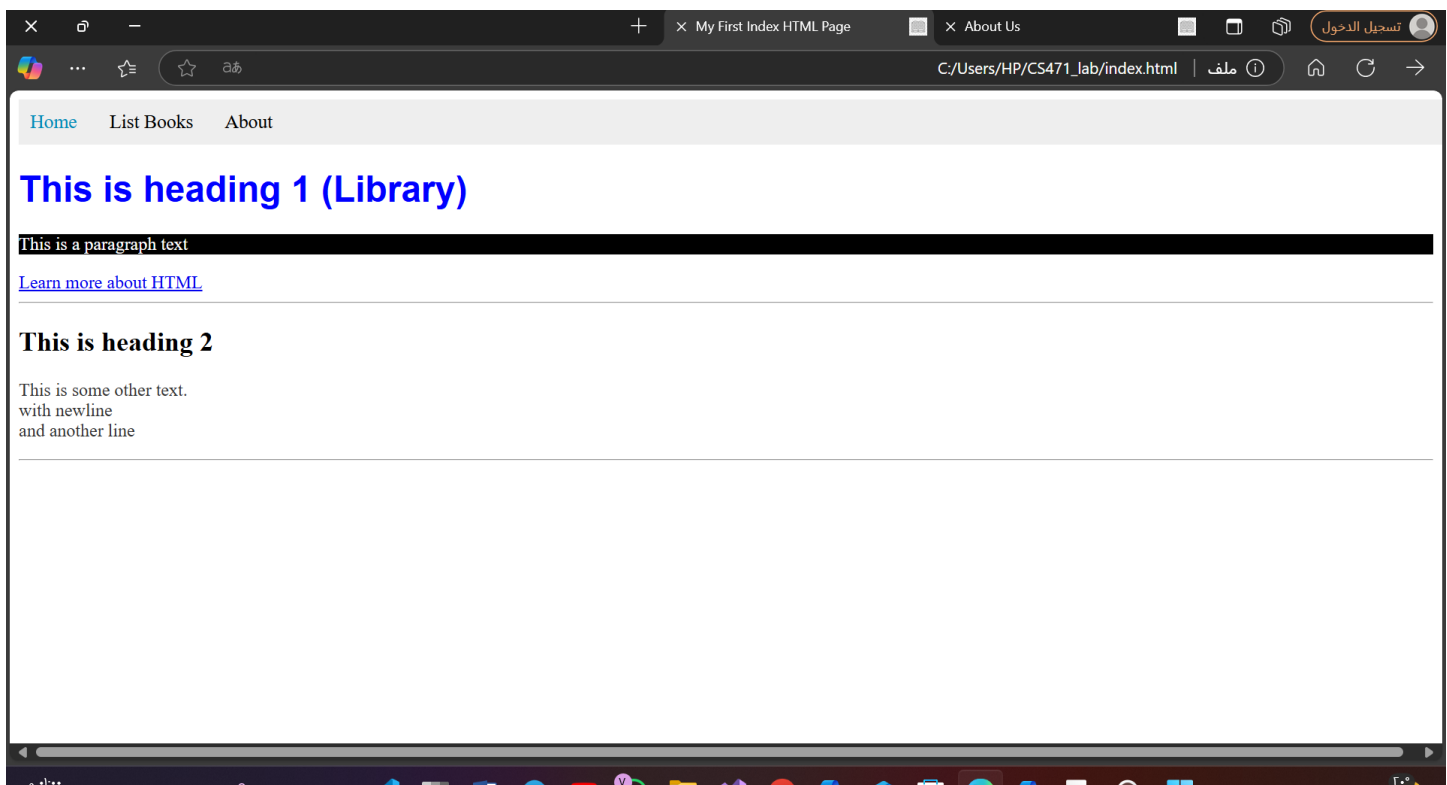 My First Index HTML Page
About Us
تسجيل الدخول
aあ
C:/Users/HP/CS471_lab/index.html
ملف
Home List Books About
This is heading 1 (Library)
This is a paragraph text
Learn more about HTML
This is heading 2
This is some other text.
with newline
and another line
V